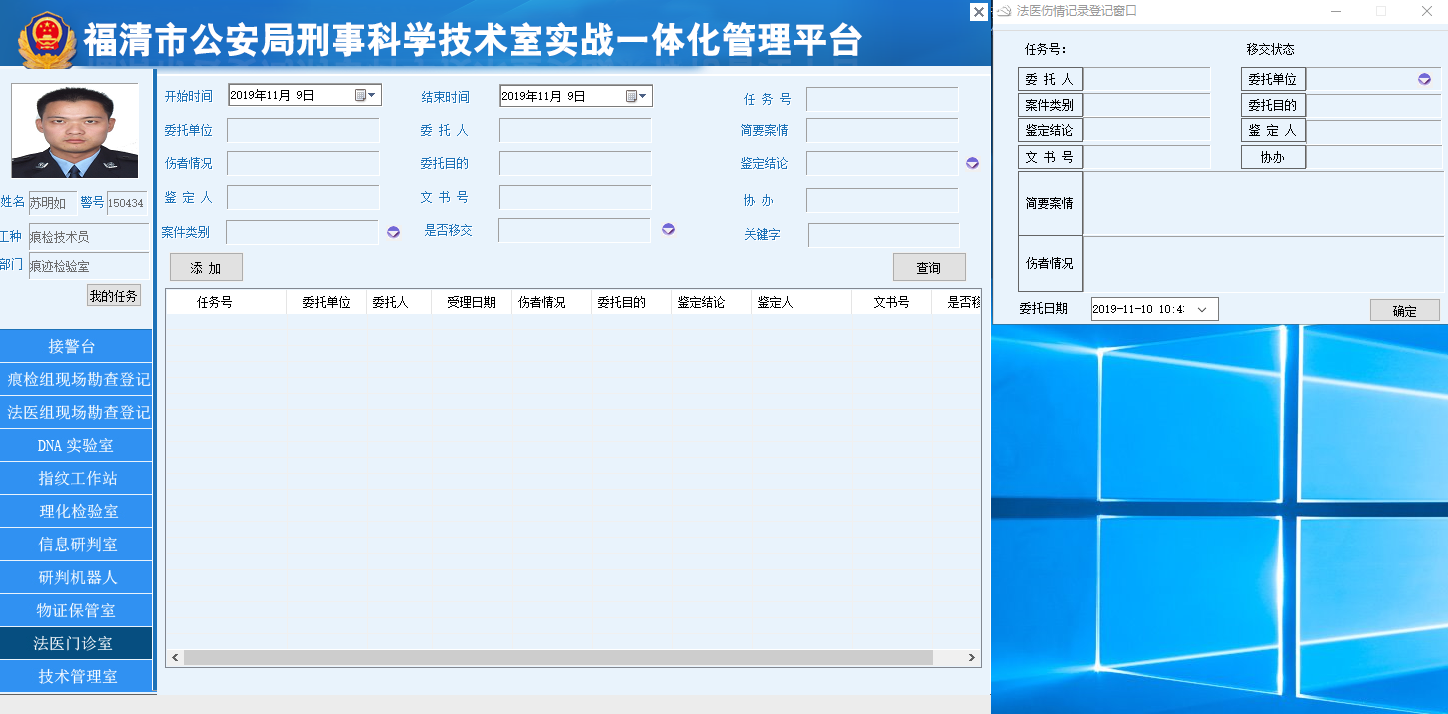 福清市公安局刑事科学技术室实战一体化管理平台
姓名 苏明如 警号 150434
工种 痕检技术员
部门 痕迹检验室
我的任务
接警台
痕检组现场勘查登记
法医组现场勘查登记
DNA 实验室
指纹工作站
理化检验室
信息研判室
研判机器人
物证保管室
法医门诊室
技术管理室
开始时间 2019年11月 9日 结束时间 2019年11月 9日 任 务 号
委托单位 委 托 人 简要案情
伤者情况 委托目的 鉴定结论
鉴 定 人 文 书 号 协 办
案件类别 是否移交 关键字
添 加 查询
任务号 委托单位 委托人 受理日期 伤者情况 委托目的 鉴定结论 鉴定人 文书号 是否移
法医伤情记录登记窗口
任务号: 移交状态
委 托 人 委托单位
案件类别 委托目的
鉴定结论 鉴 定 人
文 书 号 协办
简要案情
伤者情况
委托日期 2019-11-10 10:4 确定